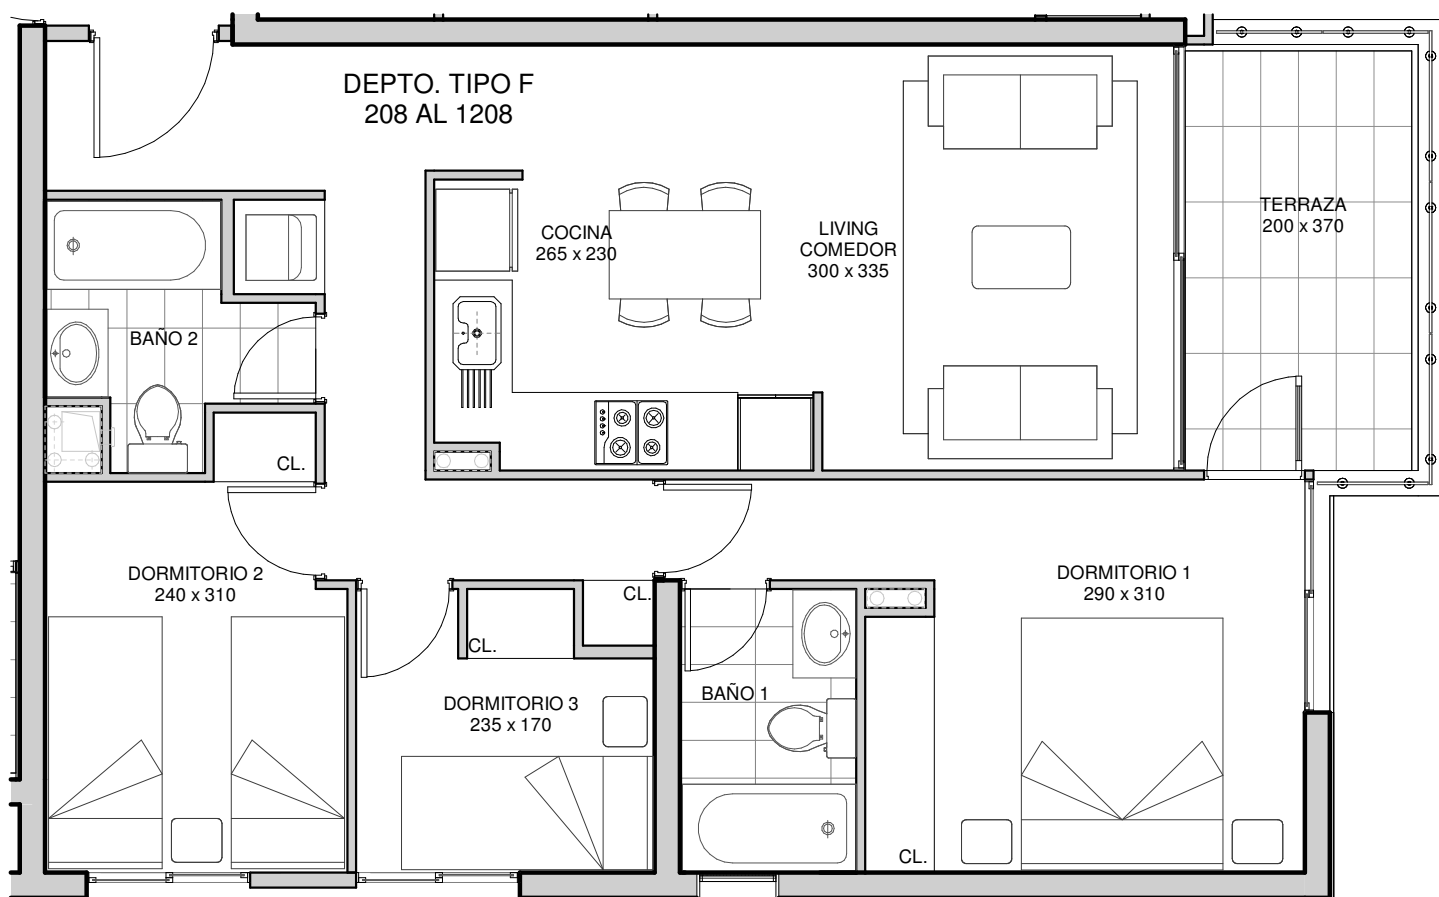 DEPTO. TIPO F
208 AL 1208
COCINA
265 x 230
LIVING
COMEDOR
300 x 335
TERRAZA
200 x 370
BAÑO 2
CL.
DORMITORIO 2
240 x 310
CL.
CL.
DORMITORIO 3
235 x 170
BAÑO 1
DORMITORIO 1
290 x 310
CL.